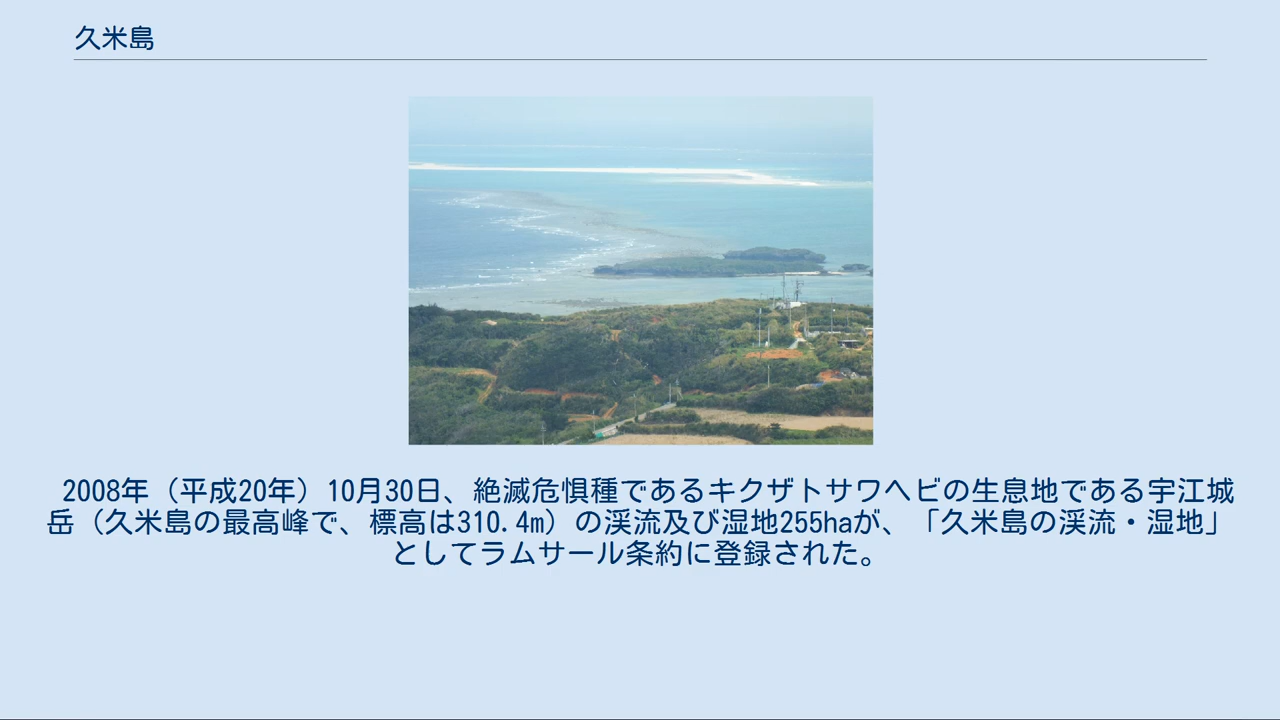 久米島
2008年（平成20年）10月30日、絶滅危惧種であるキクザトサワヘビの生息地である宇江城
岳（久米島の最高峰で、標高は310.4m）の渓流及び湿地255haが、「久米島の渓流・湿地」
としてラムサール条約に登録された。